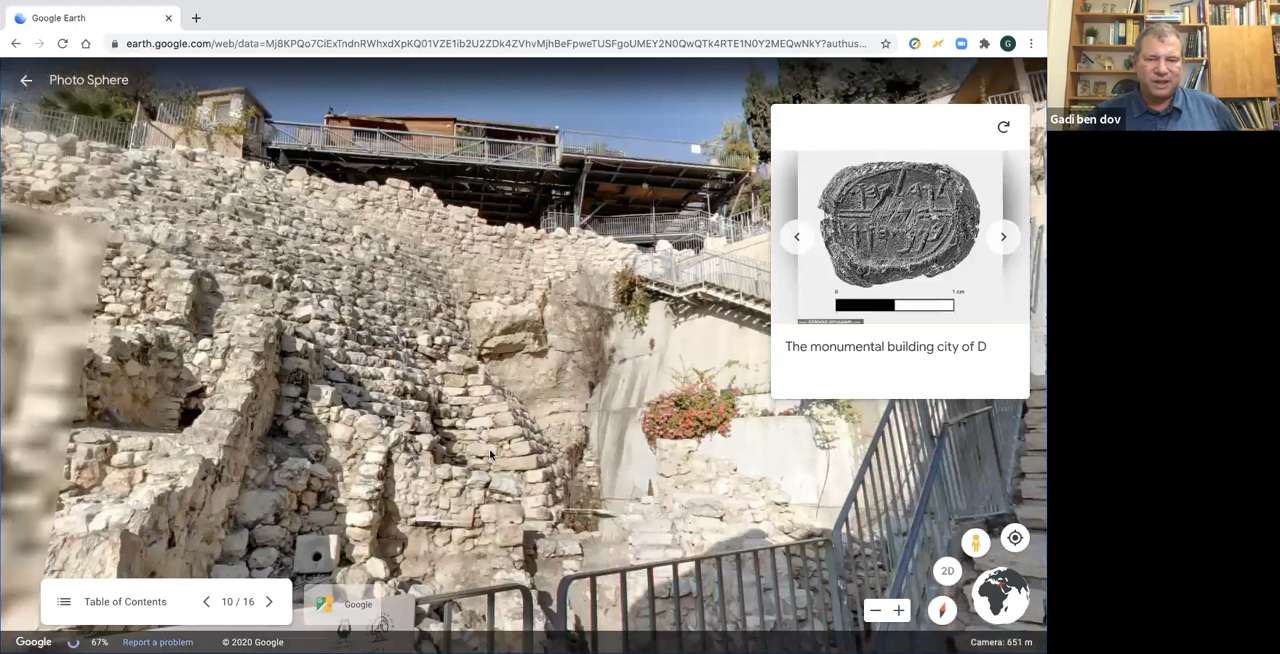 Google Earth
earth.google.com/web/data=Mj8KPQo7CiExTndnRWhxdXpKQ01VZE1ib2U2ZDk4ZVhvMjhBeFpweTUSFgoUMEY2N0QwQTk4RTE1N0Y2MEQwNkY?authus...
G
Gadi ben dov
Photo Sphere
0 1 cm
The monumental building city of D
2D
Table of Contents 10 / 16
Google
Google 67% Report a problem © 2020 Google Camera: 651 m